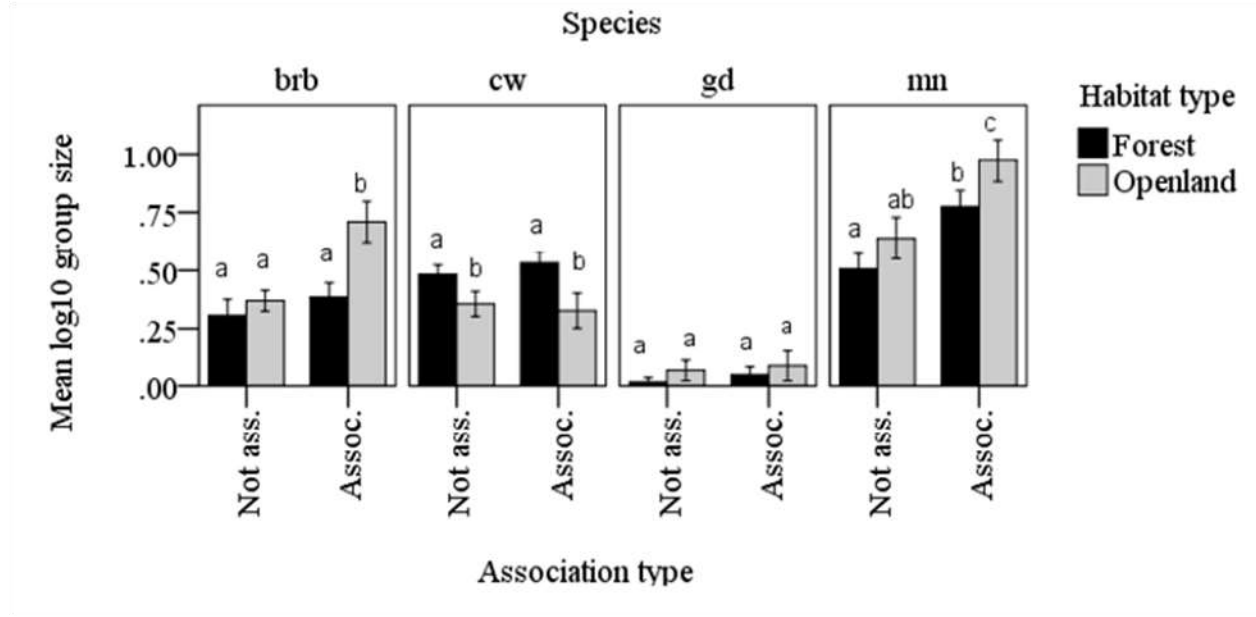 Species
brb cw gd mn
Habitat type
Forest
Openland
Mean log10 group size
1.00
.75
.50
.25
.00
a a a b
a b a b
a a a a
a ab b c
Not ass. Assoc. Not ass. Assoc. Not ass. Assoc. Not ass. Assoc.
Association type